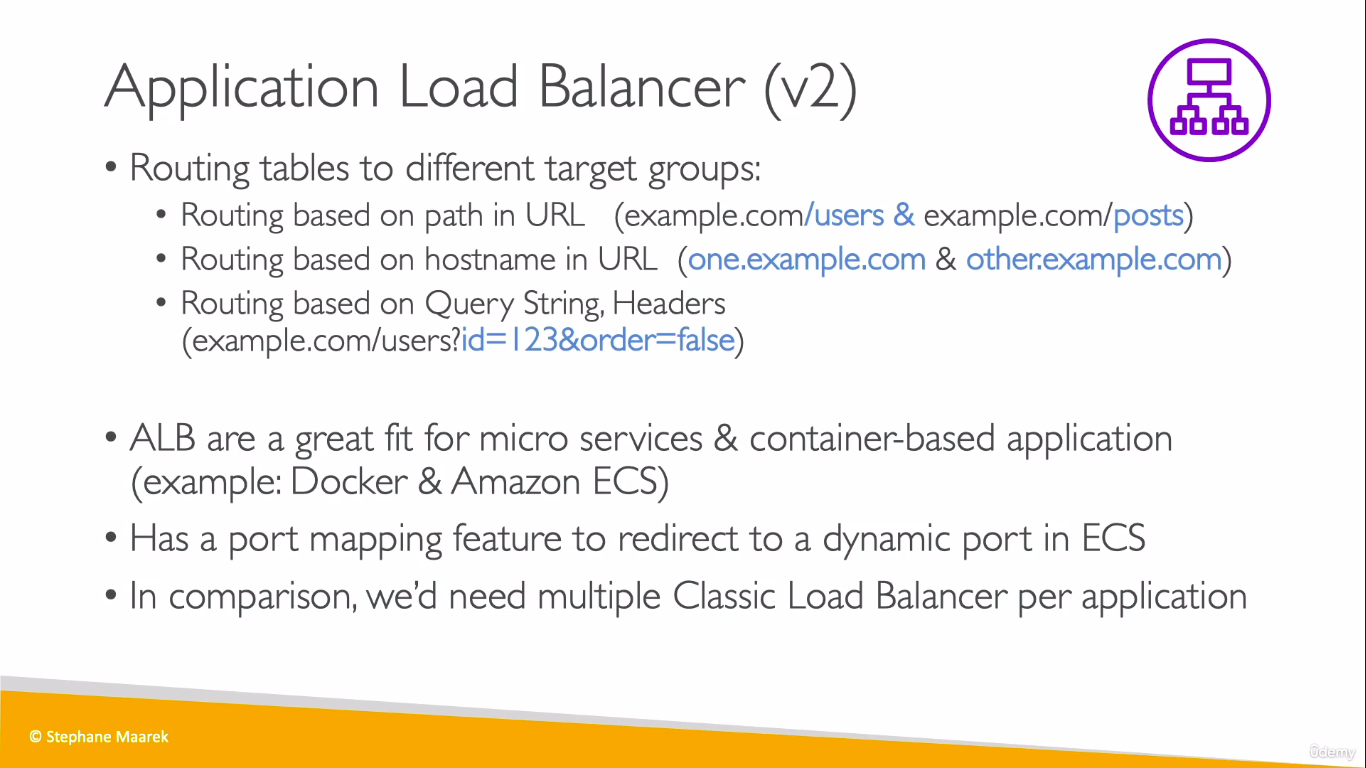 Application Load Balancer (v2)
• Routing tables to different target groups:
• Routing based on path in URL (example.com/users & example.com/posts)
• Routing based on hostname in URL (one.example.com & other.example.com)
• Routing based on Query String, Headers
(example.com/users?id=123&order=false)
• ALB are a great fit for micro services & container-based application
(example: Docker & Amazon ECS)
• Has a port mapping feature to redirect to a dynamic port in ECS
• In comparison, we’d need multiple Classic Load Balancer per application
© Stephane Maarek
ûdemy